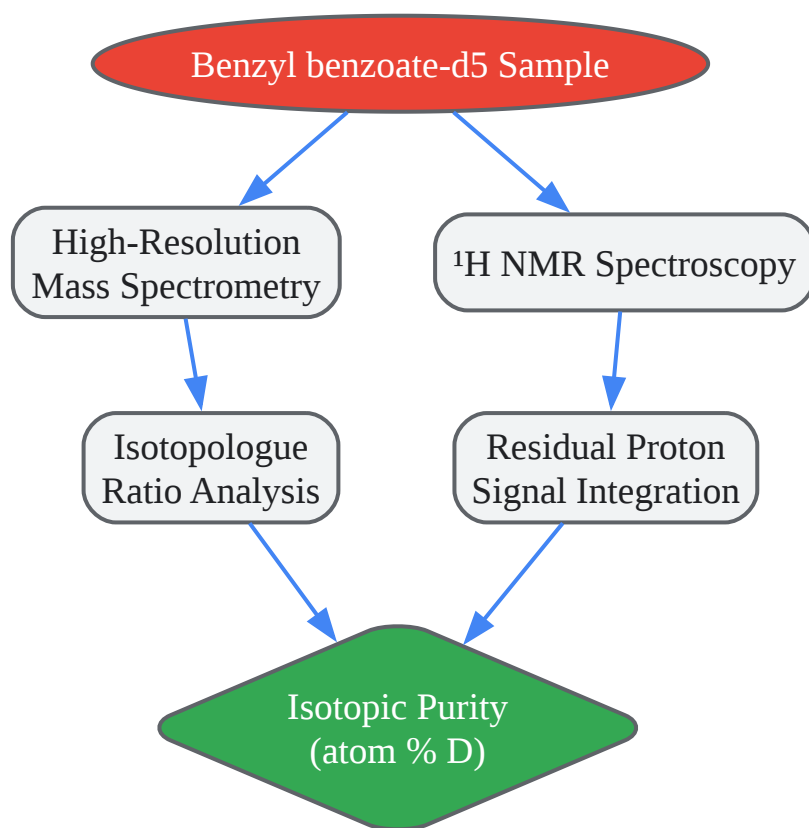 Benzyl benzoate-d5 Sample
High-Resolution
Mass Spectrometry
¹H NMR Spectroscopy
Isotopologue
Ratio Analysis
Residual Proton
Signal Integration
Isotopic Purity
(atom % D)